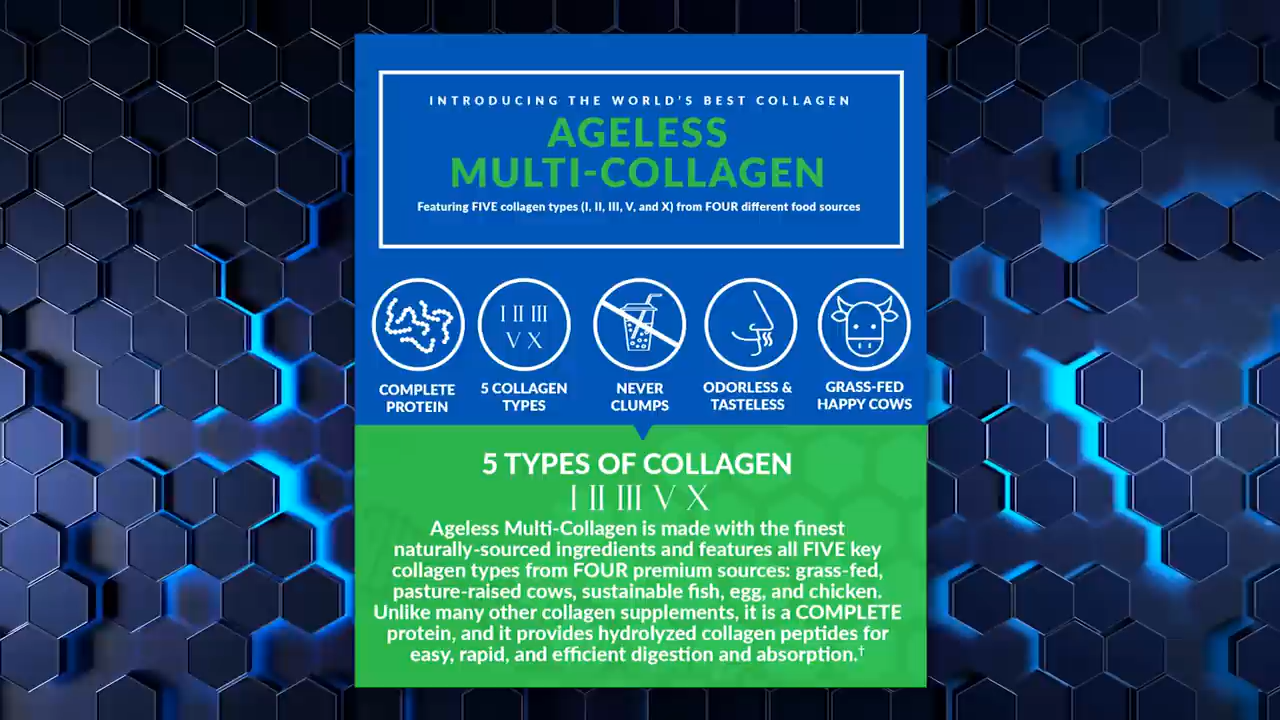 INTRODUCING THE WORLD'S BEST COLLAGEN
AGELESS
MULTI-COLLAGEN
Featuring FIVE collagen types (I, II, III, V, and X) from FOUR different food sources
I II III
V X
COMPLETE
PROTEIN
5 COLLAGEN
TYPES
NEVER
CLUMPS
ODORLESS &
TASTELESS
GRASS-FED
HAPPY COWS
5 TYPES OF COLLAGEN
I II III V X
Ageless Multi-Collagen is made with the finest
naturally-sourced ingredients and features all FIVE key
collagen types from FOUR premium sources: grass-fed,
pasture-raised cows, sustainable fish, egg, and chicken.
Unlike many other collagen supplements, it is a COMPLETE
protein, and it provides hydrolyzed collagen peptides for
easy, rapid, and efficient digestion and absorption.†